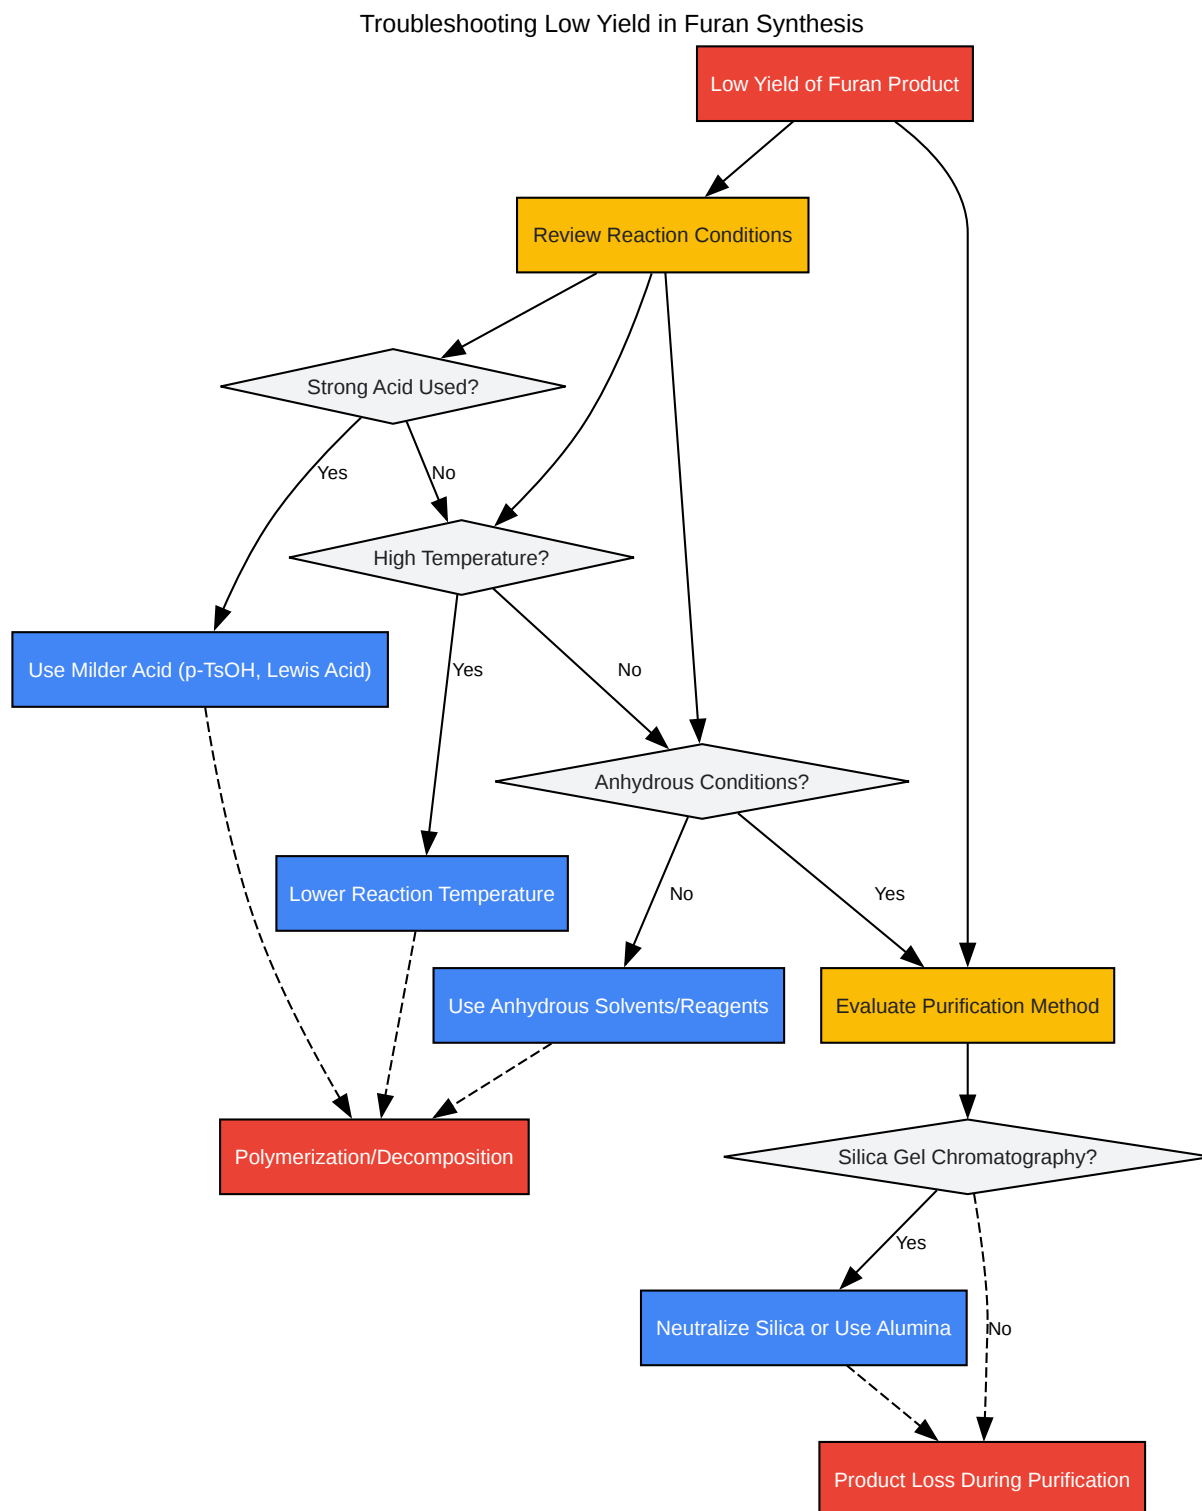 Troubleshooting Low Yield in Furan Synthesis
Low Yield of Furan Product
Review Reaction Conditions
Strong Acid Used?
Yes
No
High Temperature?
Use Milder Acid (p-TsOH, Lewis Acid)
Yes
No
Anhydrous Conditions?
Lower Reaction Temperature
No
Yes
Use Anhydrous Solvents/Reagents
Evaluate Purification Method
Polymerization/Decomposition
Silica Gel Chromatography?
Yes
Neutralize Silica or Use Alumina
No
Product Loss During Purification